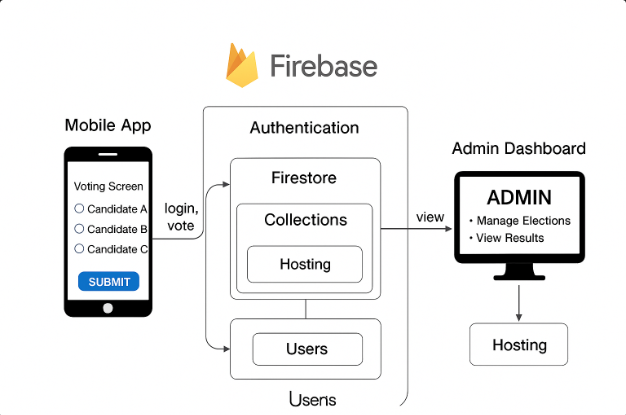 Firebase
Mobile App
Authentication
Admin Dashboard
Voting Screen
Candidate A
Candidate B
Candidate C
SUBMIT
login,
vote
Firestore
Collections
Hosting
Users
Usens
view
ADMIN
• Manage Elections
• View Results
Hosting